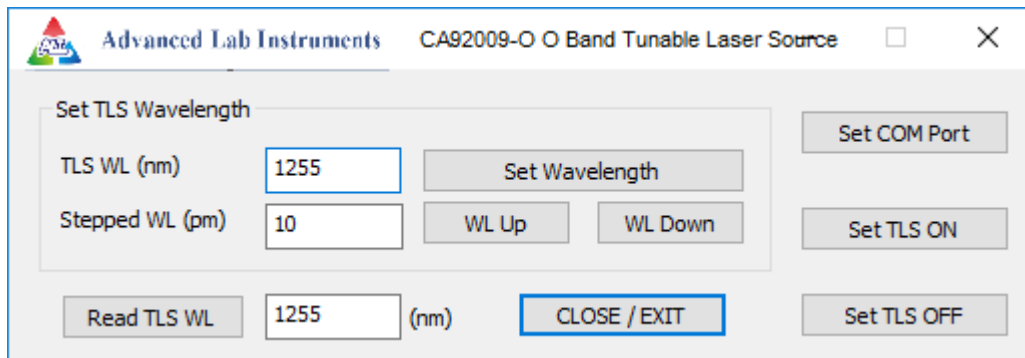 Advanced Lab Instruments CA92009-O O Band Tunable Laser Source
Set TLS Wavelength
TLS WL (nm) 1255 Set Wavelength
Stepped WL (pm) 10 WL Up WL Down
Read TLS WL 1255 (nm) CLOSE / EXIT
Set COM Port
Set TLS ON
Set TLS OFF